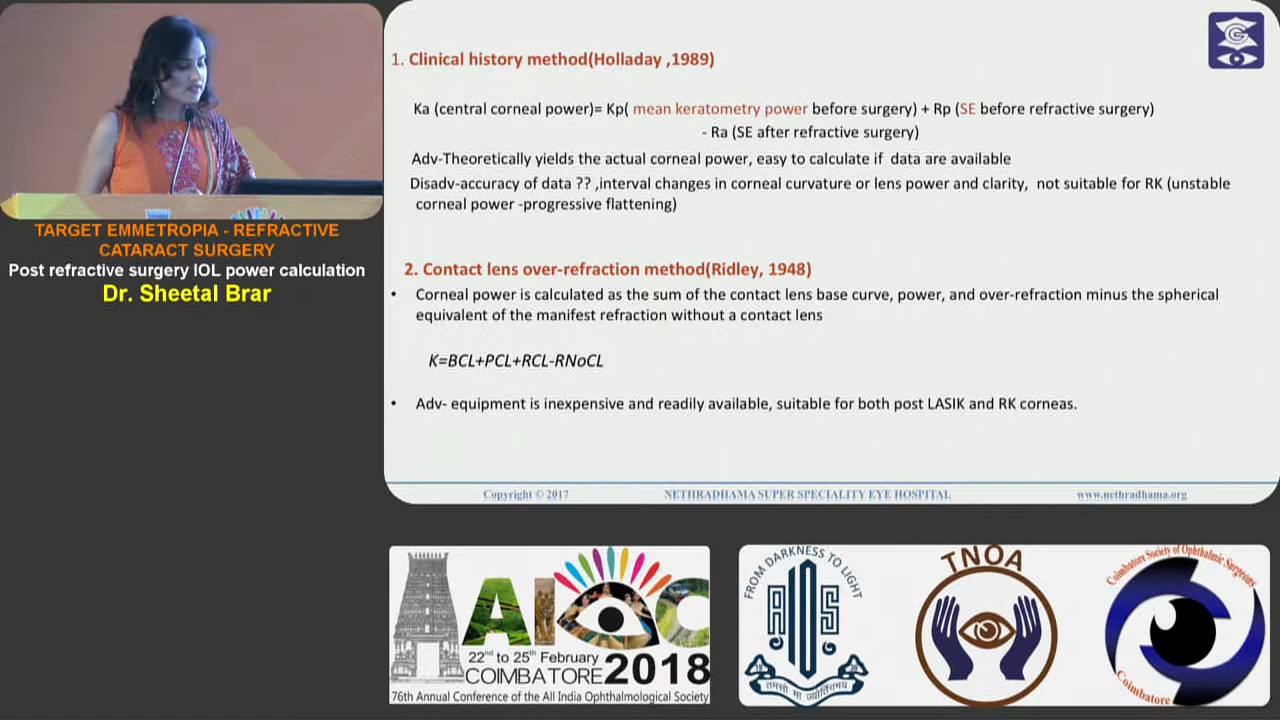 TARGET EMMETROPIA - REFRACTIVE
CATARACT SURGERY
Post refractive surgery IOL power calculation
Dr. Sheetal Brar
1. Clinical history method(Holladay ,1989)
Ka (central corneal power)= Kp( mean keratometry power before surgery) + Rp (SE before refractive surgery)
- Ra (SE after refractive surgery)
Adv-Theoretically yields the actual corneal power, easy to calculate if data are available
Disadv-accuracy of data ?? ,interval changes in corneal curvature or lens power and clarity, not suitable for RK (unstable
corneal power -progressive flattening)
2. Contact lens over-refraction method(Ridley, 1948)
• Corneal power is calculated as the sum of the contact lens base curve, power, and over-refraction minus the spherical
equivalent of the manifest refraction without a contact lens
K=BCL+PCL+RCL-RNoCL
• Adv- equipment is inexpensive and readily available, suitable for both post LASIK and RK corneas.
Copyright © 2017 NETHRADHAMA SUPER SPECIALITY EYE HOSPITAL www.nethradhama.org
AIOC
22nd to 25th February
COIMBATORE 2018
76th Annual Conference of the All India Ophthalmological Society
FROM DARKNESS TO LIGHT
AIOS
तमसो मा ज्योतिर्गमय
TNOA
Coimbatore Society of Ophthalmic Surgeons
Coimbatore